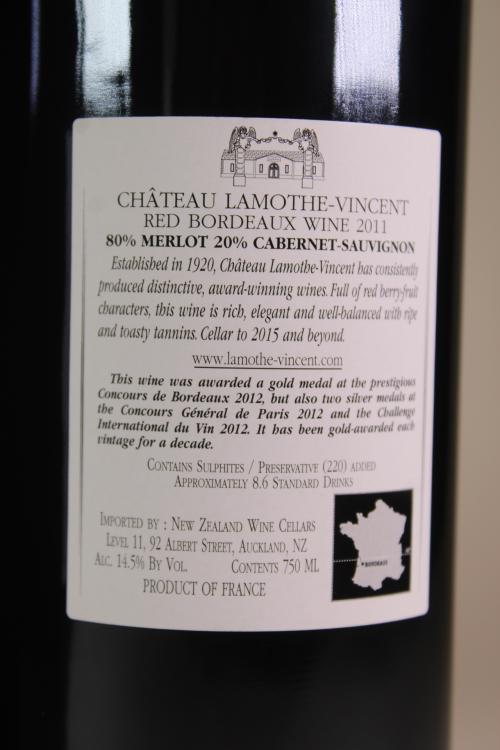 CHÂTEAU LAMOTHE-VINCENT
RED BORDEAUX WINE 2011
80% MERLOT 20% CABERNET-SAUVIGNON
Established in 1920, Château Lamothe-Vincent has consistently
produced distinctive, award-winning wines. Full of red berry-fruit
characters, this wine is rich, elegant and well-balanced with ripe
and toasty tannins. Cellar to 2015 and beyond.
www.lamothe-vincent.com
This wine was awarded a gold medal at the prestigious
Concours de Bordeaux 2012, but also two silver medals at
the Concours Général de Paris 2012 and the Challenge
International du Vin 2012. It has been gold-awarded each
vintage for a decade.
CONTAINS SULPHITES / PRESERVATIVE (220) ADDED
APPROXIMATELY 8.6 STANDARD DRINKS
IMPORTED BY : NEW ZEALAND WINE CELLARS
LEVEL 11, 92 ALBERT STREET, AUCKLAND, NZ
ALC. 14.5% BY VOL. CONTENTS 750 ML
PRODUCT OF FRANCE
BORDEAUX